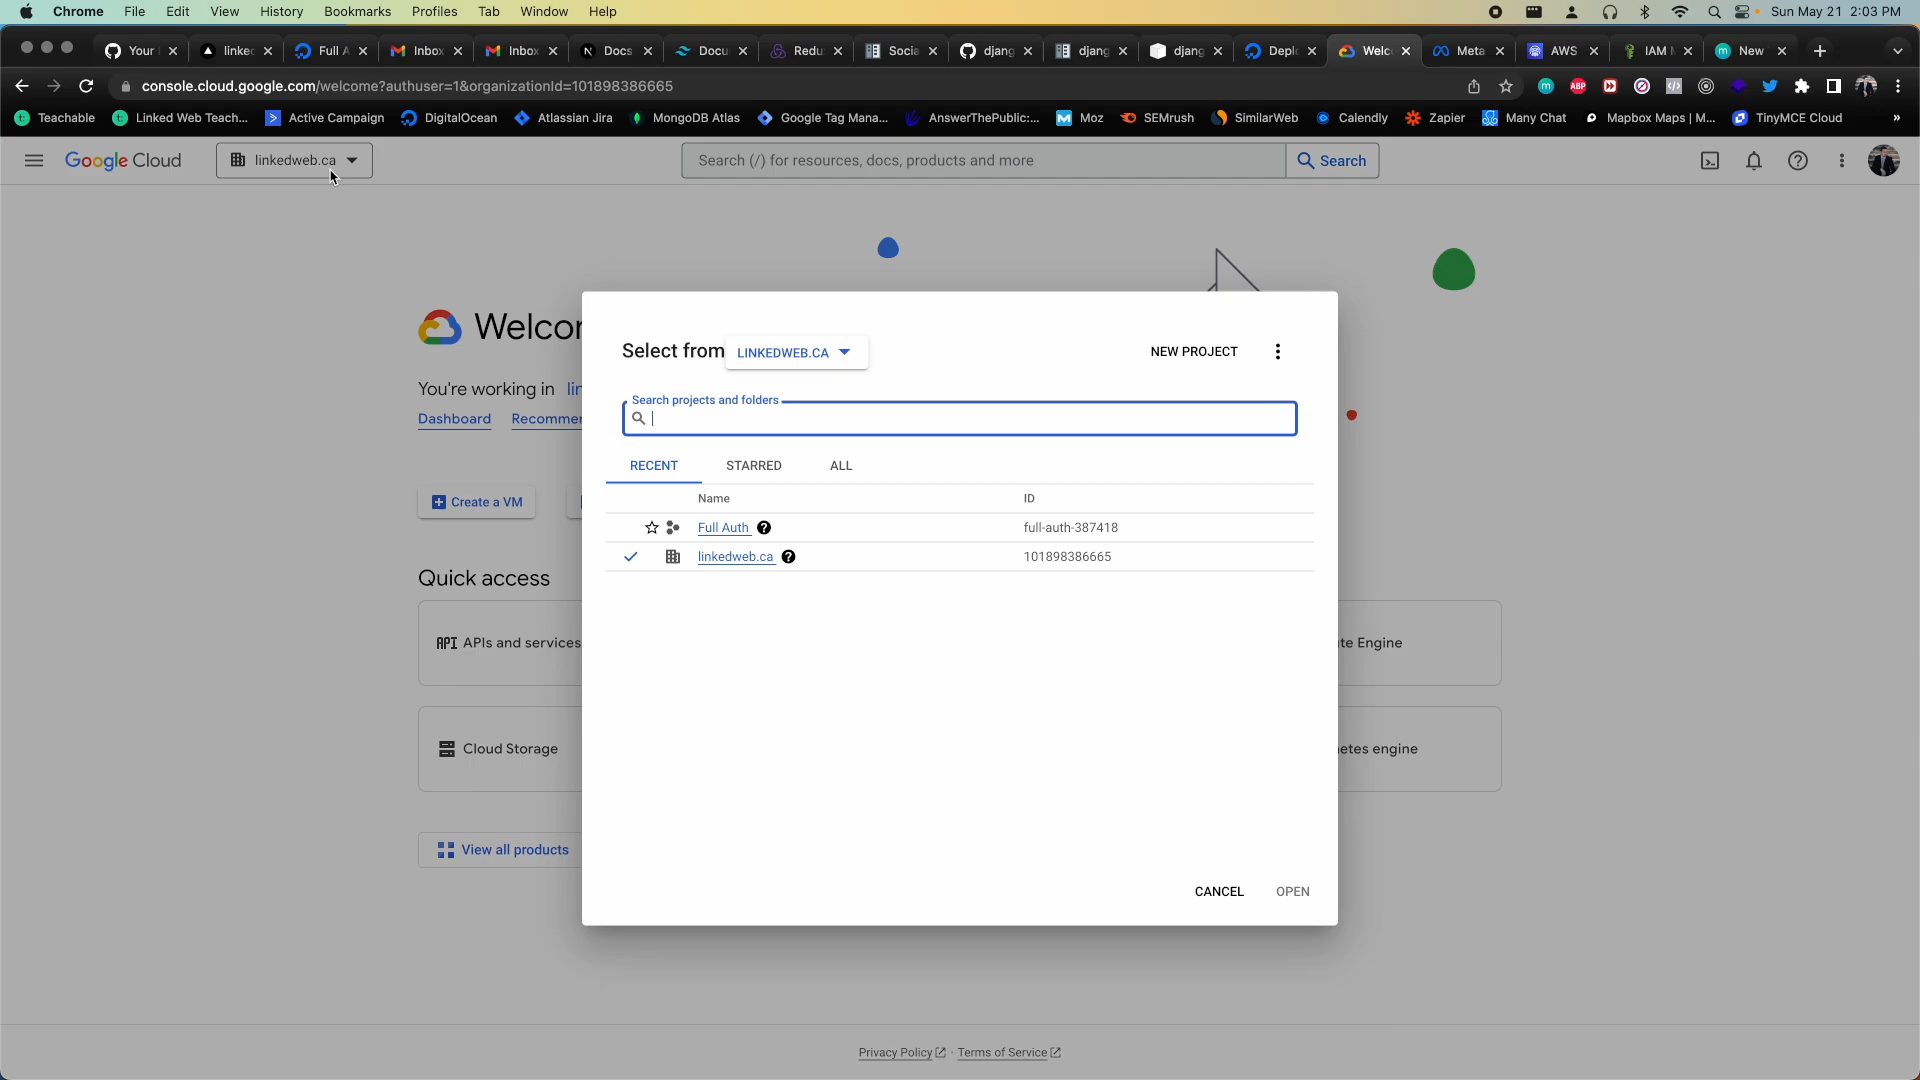 Chrome File Edit View History Bookmarks Profiles Tab Window Help Sun May 21 2:03 PM
Your linked Full A Inbox Inbox Docs Docu Redu Socia djang djang djang Deplo Welc Meta AWS IAM New
console.cloud.google.com/welcome?authuser=1&organizationId=101898386665
Teachable Linked Web Teach... Active Campaign DigitalOcean Atlassian Jira MongoDB Atlas Google Tag Mana... AnswerThePublic:... Moz SEMrush SimilarWeb Calendly Zapier Many Chat Mapbox Maps | M... TinyMCE Cloud »
Google Cloud linkedweb.ca Search (/) for resources, docs, products and more Search
Welcom
Select from LINKEDWEB.CA NEW PROJECT
You're working in lin
Search projects and folders
Dashboard Recommen
RECENT STARRED ALL
Name ID
Create a VM
Full Auth full-auth-387418
linkedweb.ca 101898386665
Quick access
API APIs and services te Engine
Cloud Storage etes engine
View all products
CANCEL OPEN
Privacy Policy · Terms of Service